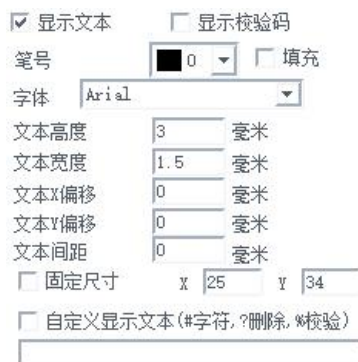 显示文本 显示校验码
笔号 0 填充
字体 Arial
文本高度 3 毫米
文本宽度 1.5 毫米
文本X偏移 0 毫米
文本Y偏移 0 毫米
文本间距 0 毫米
固定尺寸 X 25 Y 34
自定义显示文本(#字符,?删除,%校验)